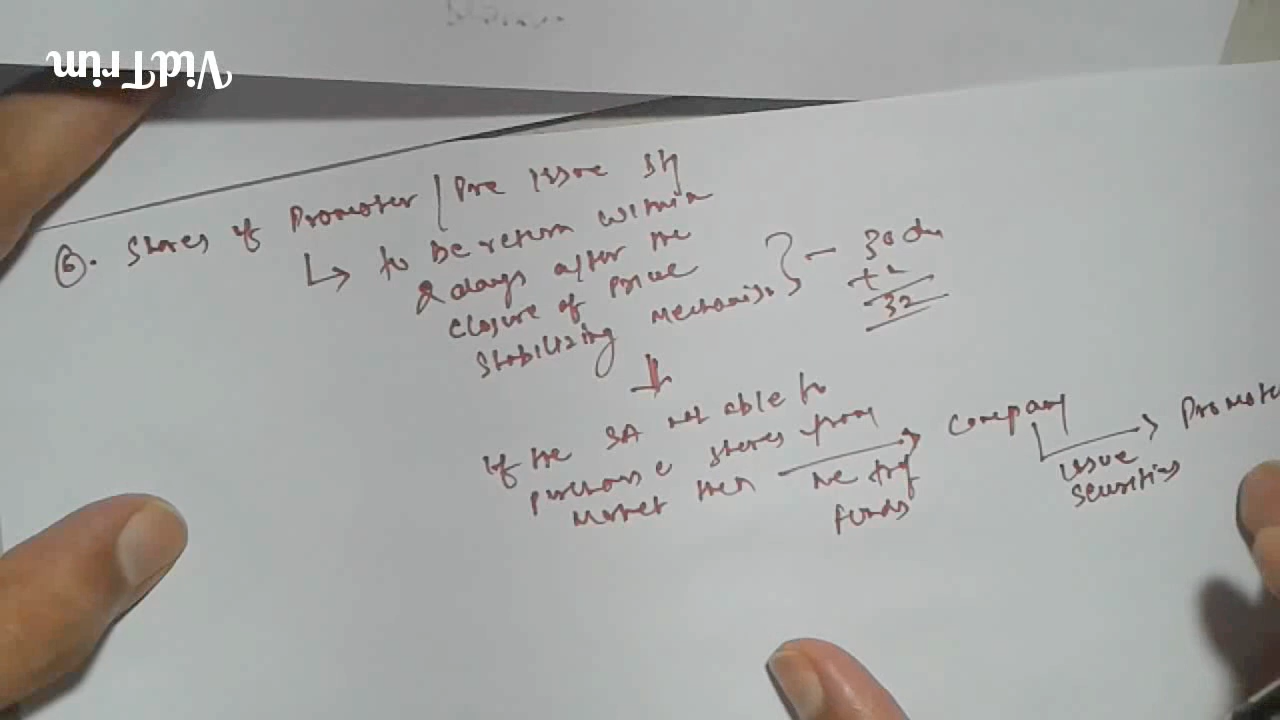 VidTrim
6. Shares of Promoter / Pre issue sh
↳ to be return within
2 days after the
closure of price
stabilizing mechanism } - 30 da
+2
32
If the SA not able to
purchase shares from
market then → he trf funds → company → issue securities → Promote